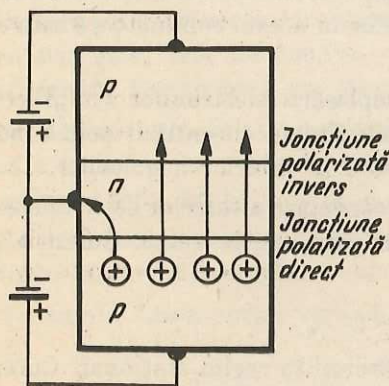 p
−
+
Joncțiune
polarizată
invers
n
Joncțiune
polarizată
direct
−
+
+ + + +
p